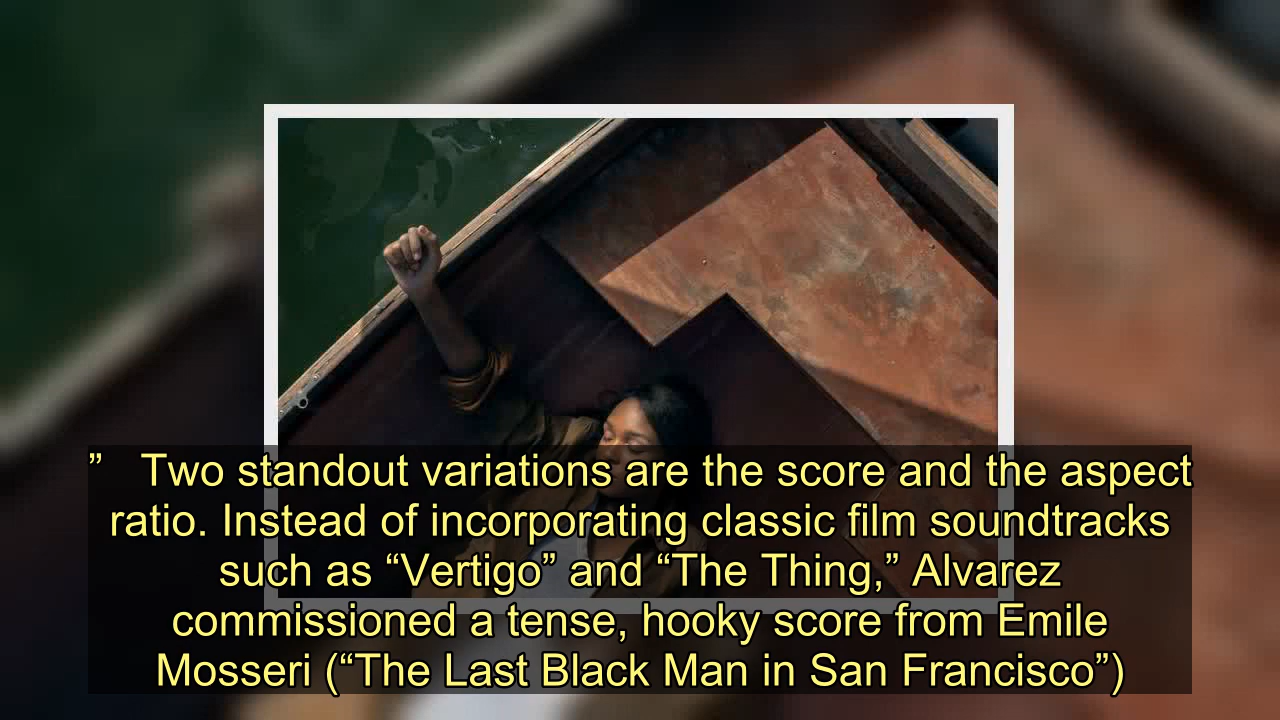 ” Two standout variations are the score and the aspect
ratio. Instead of incorporating classic film soundtracks
such as “Vertigo” and “The Thing,” Alvarez
commissioned a tense, hooky score from Emile
Mosseri (“The Last Black Man in San Francisco”)